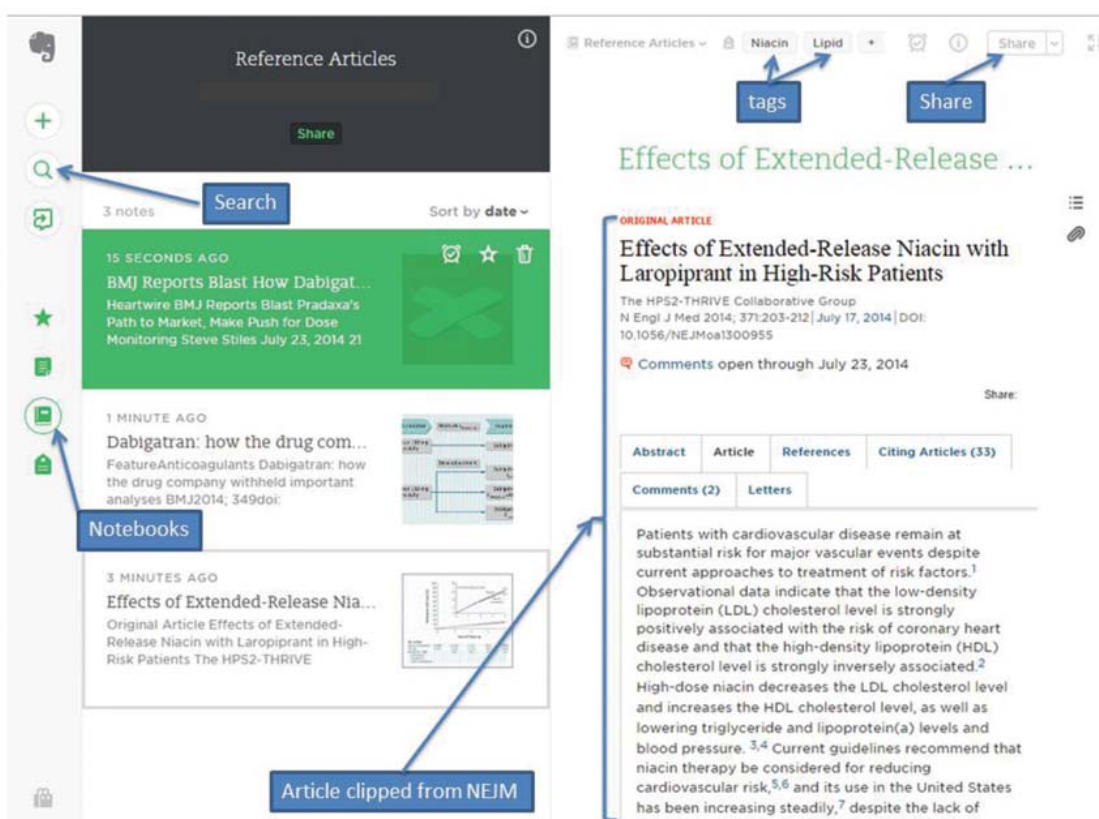 Reference Articles
Share
Search
3 notes
Sort by date
15 SECONDS AGO
BMJ Reports Blast How Dabigat...
Heartwire BMJ Reports Blast Pradaxa's
Path to Market, Make Push for Dose
Monitoring Steve Stiles July 23, 2014 21
1 MINUTE AGO
Dabigatran: how the drug com...
FeatureAnticoagulants Dabigatran: how
the drug company withheld important
analyses BMJ2014; 349doi:
Notebooks
3 MINUTES AGO
Effects of Extended-Release Nia...
Original Article Effects of Extended-
Release Niacin with Laropiprant in High-
Risk Patients The HPS2-THRIVE
Article clipped from NEJM
Reference Articles
Niacin
Lipid
+
Share
tags
Share
Effects of Extended-Release ...
ORIGINAL ARTICLE
Effects of Extended-Release Niacin with
Laropiprant in High-Risk Patients
The HPS2-THRIVE Collaborative Group
N Engl J Med 2014; 371:203-212 | July 17, 2014 | DOI:
10.1056/NEJMoa1300955
Comments open through July 23, 2014
Share:
Abstract
Article
References
Citing Articles (33)
Comments (2)
Letters
Patients with cardiovascular disease remain at
substantial risk for major vascular events despite
current approaches to treatment of risk factors.1
Observational data indicate that the low-density
lipoprotein (LDL) cholesterol level is strongly
positively associated with the risk of coronary heart
disease and that the high-density lipoprotein (HDL)
cholesterol level is strongly inversely associated.2
High-dose niacin decreases the LDL cholesterol level
and increases the HDL cholesterol level, as well as
lowering triglyceride and lipoprotein(a) levels and
blood pressure. 3,4 Current guidelines recommend that
niacin therapy be considered for reducing
cardiovascular risk,5,6 and its use in the United States
has been increasing steadily,7 despite the lack of